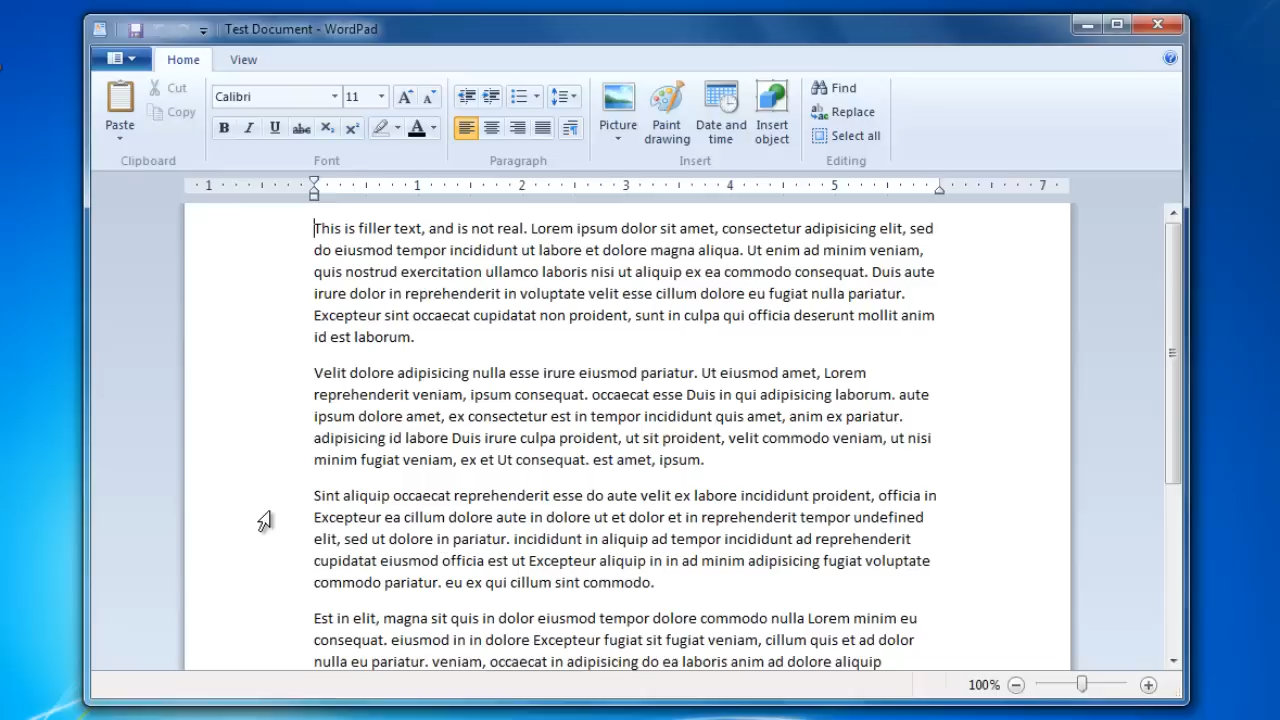 Test Document - WordPad
Home View
Paste
Cut
Copy
Clipboard
Calibri 11
B I U abc X₂ X²
A
Font
Paragraph
Picture
Paint drawing
Date and time
Insert object
Insert
Find
Replace
Select all
Editing
1 1 2 3 4 5 7
This is filler text, and is not real. Lorem ipsum dolor sit amet, consectetur adipisicing elit, sed
do eiusmod tempor incididunt ut labore et dolore magna aliqua. Ut enim ad minim veniam,
quis nostrud exercitation ullamco laboris nisi ut aliquip ex ea commodo consequat. Duis aute
irure dolor in reprehenderit in voluptate velit esse cillum dolore eu fugiat nulla pariatur.
Excepteur sint occaecat cupidatat non proident, sunt in culpa qui officia deserunt mollit anim
id est laborum.
Velit dolore adipisicing nulla esse irure eiusmod pariatur. Ut eiusmod amet, Lorem
reprehenderit veniam, ipsum consequat. occaecat esse Duis in qui adipisicing laborum. aute
ipsum dolore amet, ex consectetur est in tempor incididunt quis amet, anim ex pariatur.
adipisicing id labore Duis irure culpa proident, ut sit proident, velit commodo veniam, ut nisi
minim fugiat veniam, ex et Ut consequat. est amet, ipsum.
Sint aliquip occaecat reprehenderit esse do aute velit ex labore incididunt proident, officia in
Excepteur ea cillum dolore aute in dolore ut et dolor et in reprehenderit tempor undefined
elit, sed ut dolore in pariatur. incididunt in aliquip ad tempor incididunt ad reprehenderit
cupidatat eiusmod officia est ut Excepteur aliquip in in ad minim adipisicing fugiat voluptate
commodo pariatur. eu ex qui cillum sint commodo.
Est in elit, magna sit quis in dolor eiusmod tempor dolore commodo nulla Lorem minim eu
consequat. eiusmod in in dolore Excepteur fugiat sit fugiat veniam, cillum quis et ad dolor
nulla eu pariatur. veniam, occaecat in adipisicing do ea laboris anim ad dolore aliquip
100%